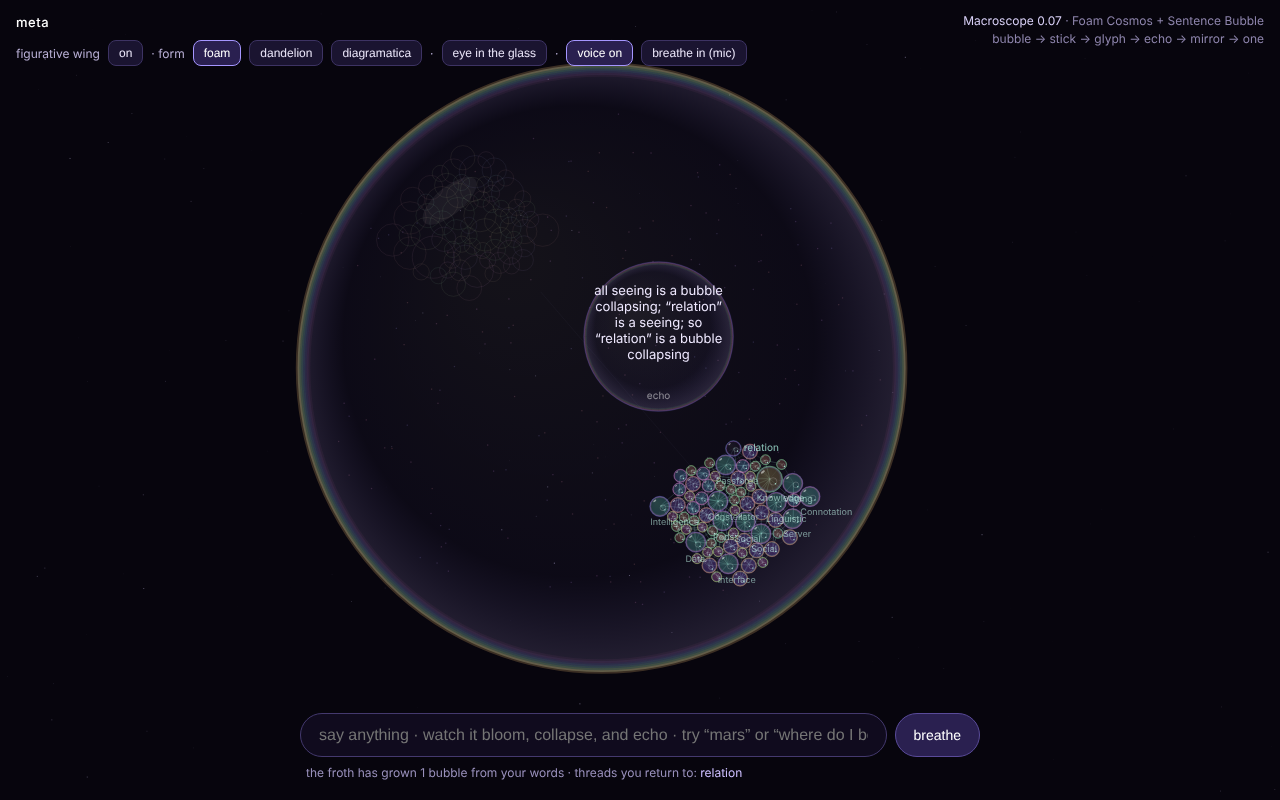 meta
Macroscope 0.07 · Foam Cosmos + Sentence Bubble
bubble → stick → glyph → echo → mirror → one
figurative wing on · form foam dandelion diagramatica · eye in the glass · voice on breathe in (mic)
all seeing is a bubble
collapsing; “relation”
is a seeing; so
“relation” is a bubble
collapsing
echo
relation
Connotation
Linguistic
Server
Social
Social
Interface
say anything · watch it bloom, collapse, and echo · try “mars” or “where do I b
breathe
the froth has grown 1 bubble from your words · threads you return to: relation